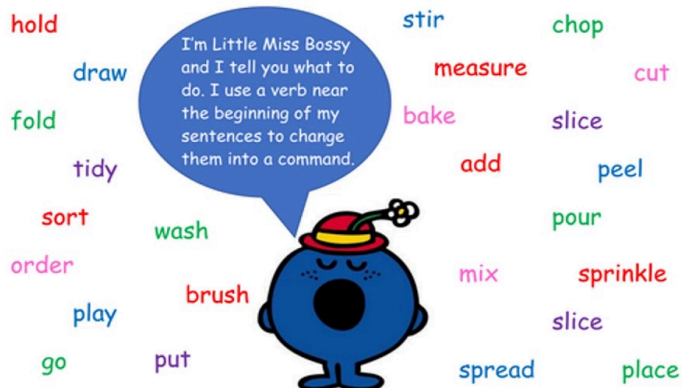 hold
draw
fold
tidy
sort
wash
order
brush
play
go
put
I'm Little Miss Bossy
and I tell you what to
do. I use a verb near
the beginning of my
sentences to change
them into a command.
stir
chop
measure
cut
bake
slice
add
peel
pour
mix
sprinkle
slice
spread
place